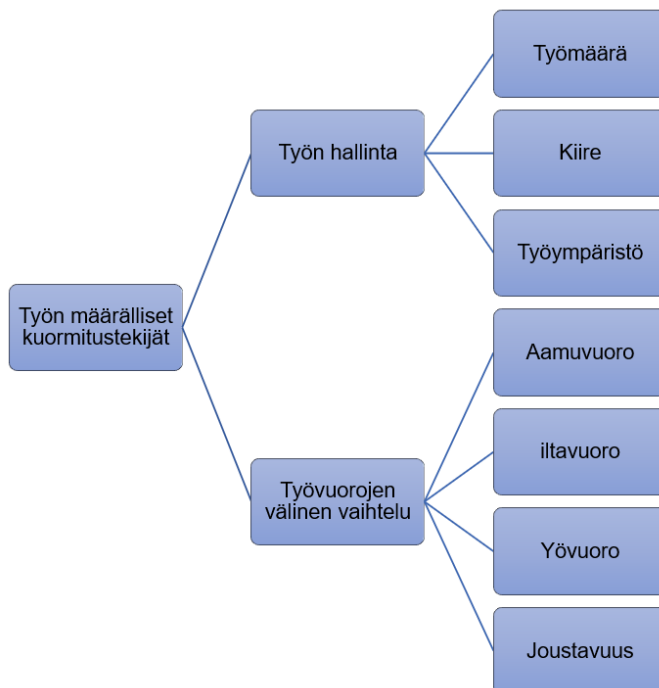 Työmäärä
Työn hallinta
Kiire
Työympäristö
Työn määrälliset
kuormitustekijät
Aamuvuoro
iltavuoro
Työvuorojen
välinen vaihtelu
Yövuoro
Joustavuus